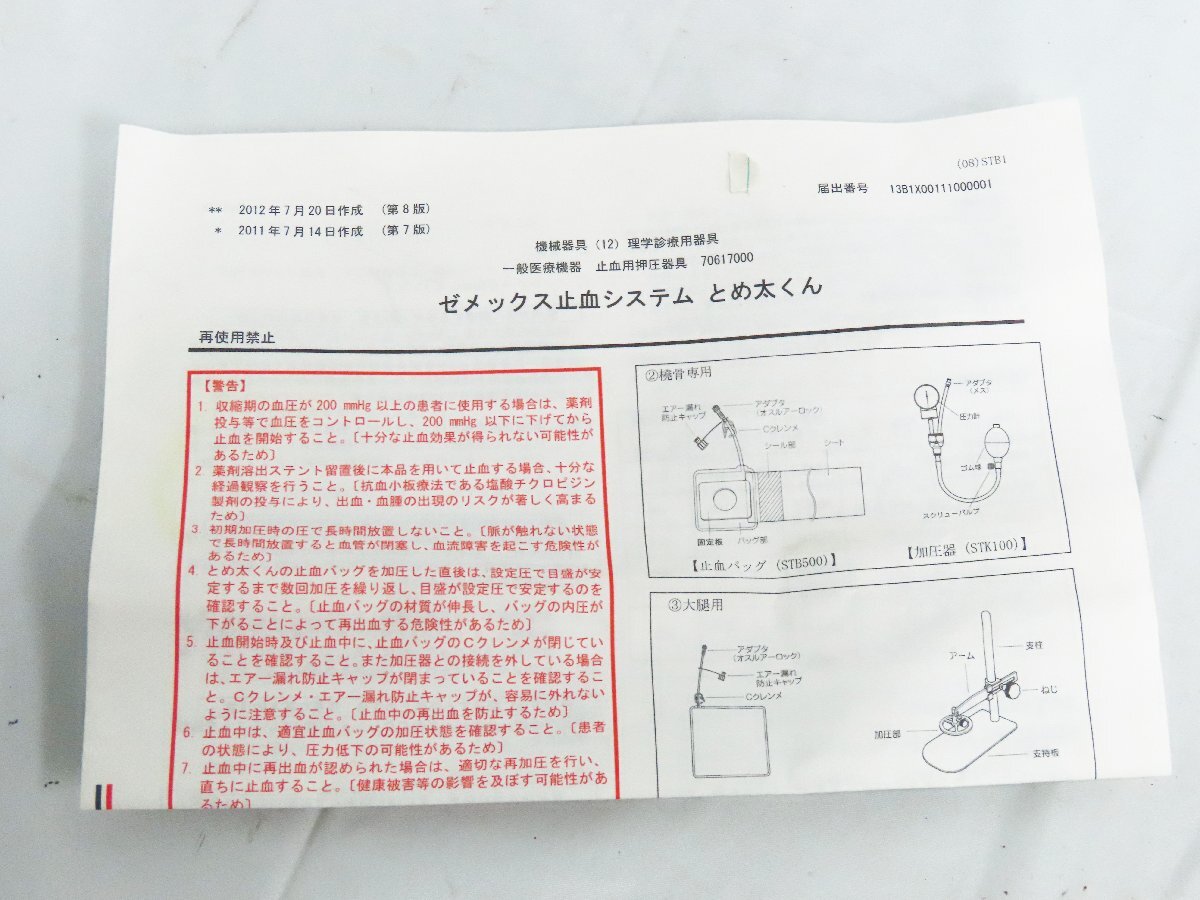 (08)STB1
届出番号 13B1X00111000001
** 2012年7月20日作成 (第8版)
* 2011年7月14日作成 (第7版)
機械器具(12)理学診療用器具
一般医療機器 止血用押圧器具 70617000
ゼメックス止血システム とめ太くん
再使用禁止
【警告】
1. 収縮期の血圧が200 mmHg以上の患者に使用する場合は、薬剤
投与等で血圧をコントロールし、200 mmHg以下に下げてから
止血を開始すること。〔十分な止血効果が得られない可能性が
あるため〕
2. 薬剤溶出ステント留置後に本品を用いて止血する場合、十分な
経過観察を行うこと。〔抗血小板療法である塩酸チクロピジン
製剤の投与により、出血・血腫の出現のリスクが著しく高まる
ため〕
3. 初期加圧時の圧で長時間放置しないこと。〔脈が触れない状態
で長時間放置すると血管が閉塞し、血流障害を起こす危険性が
あるため〕
4. とめ太くんの止血バッグを加圧した直後は、設定圧で目盛が安
定するまで数回加圧を繰り返し、目盛が設定圧で安定するのを
確認すること。〔止血バッグの材質が伸長し、バッグの内圧が
下がることによって再出血する危険性があるため〕
5. 止血開始時及び止血中に、止血バッグのCクレンメが閉じてい
ることを確認すること。また加圧器との接続を外している場合
は、エアー漏れ防止キャップが閉まっていることを確認するこ
と。Cクレンメ・エアー漏れ防止キャップが、容易に外れない
ように注意すること。〔止血中の再出血を防止するため〕
6. 止血中は、適宜止血バッグの加圧状態を確認すること。〔患者
の状態により、圧力低下の可能性があるため〕
7. 止血中に再出血が認められた場合は、適切な再加圧を行い、
直ちに止血すること。〔健康被害等の影響を及ぼす可能性があ
るため〕
②橈骨専用
エアー漏れ
防止キャップ
アダプタ
(オスルアーロック)
Cクレンメ
シール部
シート
固定板
バッグ部
【止血バッグ(STB500)】
アダプタ
(メス)
圧力計
ゴム球
スクリューバルブ
【加圧器(STK100)】
③大腿用
アダプタ
(オスルアーロック)
エアー漏れ
防止キャップ
Cクレンメ
アーム
支柱
ねじ
加圧部
支持板